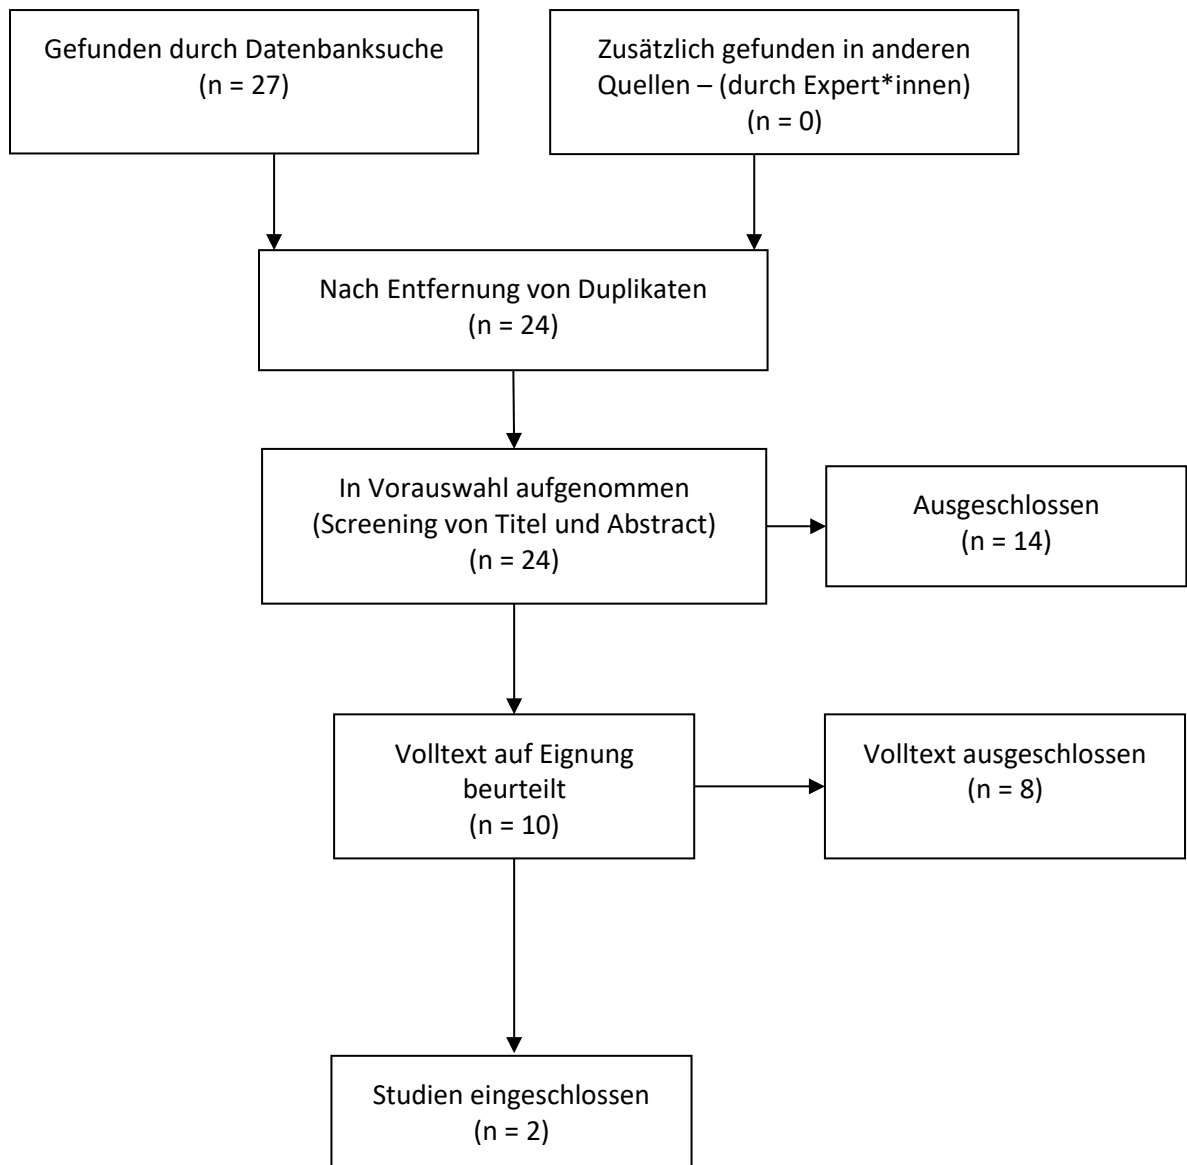 Gefunden durch Datenbanksuche
(n = 27)
Zusätzlich gefunden in anderen
Quellen – (durch Expert*innen)
(n = 0)
Nach Entfernung von Duplikaten
(n = 24)
In Vorauswahl aufgenommen
(Screening von Titel und Abstract)
(n = 24)
Ausgeschlossen
(n = 14)
Volltext auf Eignung
beurteilt
(n = 10)
Volltext ausgeschlossen
(n = 8)
Studien eingeschlossen
(n = 2)